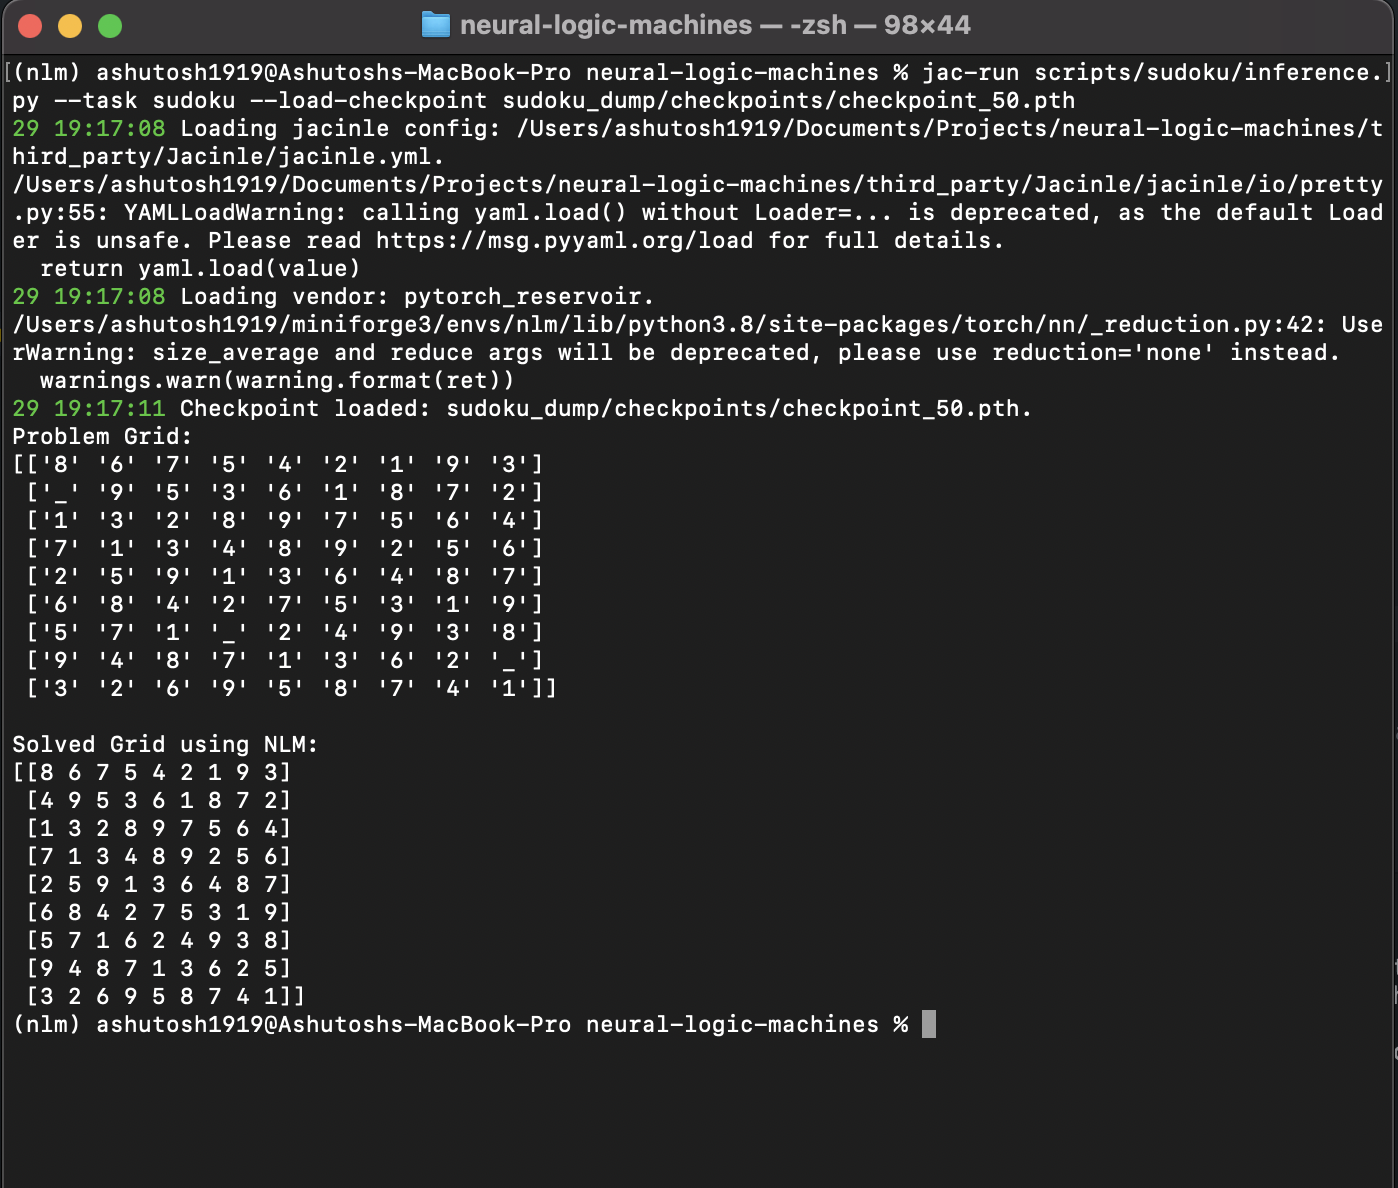 neural-logic-machines — -zsh — 98×44
[(nlm) ashutosh1919@Ashutoshs-MacBook-Pro neural-logic-machines % jac-run scripts/sudoku/inference.]
py --task sudoku --load-checkpoint sudoku_dump/checkpoints/checkpoint_50.pth
29 19:17:08 Loading jacinle config: /Users/ashutosh1919/Documents/Projects/neural-logic-machines/t
hird_party/Jacinle/jacinle.yml.
/Users/ashutosh1919/Documents/Projects/neural-logic-machines/third_party/Jacinle/jacinle/io/pretty
.py:55: YAMLLoadWarning: calling yaml.load() without Loader=... is deprecated, as the default Load
er is unsafe. Please read https://msg.pyyaml.org/load for full details.
  return yaml.load(value)
29 19:17:08 Loading vendor: pytorch_reservoir.
/Users/ashutosh1919/miniforge3/envs/nlm/lib/python3.8/site-packages/torch/nn/_reduction.py:42: Use
rWarning: size_average and reduce args will be deprecated, please use reduction='none' instead.
  warnings.warn(warning.format(ret))
29 19:17:11 Checkpoint loaded: sudoku_dump/checkpoints/checkpoint_50.pth.
Problem Grid:
[['8' '6' '7' '5' '4' '2' '1' '9' '3']
 ['_' '9' '5' '3' '6' '1' '8' '7' '2']
 ['1' '3' '2' '8' '9' '7' '5' '6' '4']
 ['7' '1' '3' '4' '8' '9' '2' '5' '6']
 ['2' '5' '9' '1' '3' '6' '4' '8' '7']
 ['6' '8' '4' '2' '7' '5' '3' '1' '9']
 ['5' '7' '1' '_' '2' '4' '9' '3' '8']
 ['9' '4' '8' '7' '1' '3' '6' '2' '_']
 ['3' '2' '6' '9' '5' '8' '7' '4' '1']]

Solved Grid using NLM:
[[8 6 7 5 4 2 1 9 3]
 [4 9 5 3 6 1 8 7 2]
 [1 3 2 8 9 7 5 6 4]
 [7 1 3 4 8 9 2 5 6]
 [2 5 9 1 3 6 4 8 7]
 [6 8 4 2 7 5 3 1 9]
 [5 7 1 6 2 4 9 3 8]
 [9 4 8 7 1 3 6 2 5]
 [3 2 6 9 5 8 7 4 1]]
(nlm) ashutosh1919@Ashutoshs-MacBook-Pro neural-logic-machines %